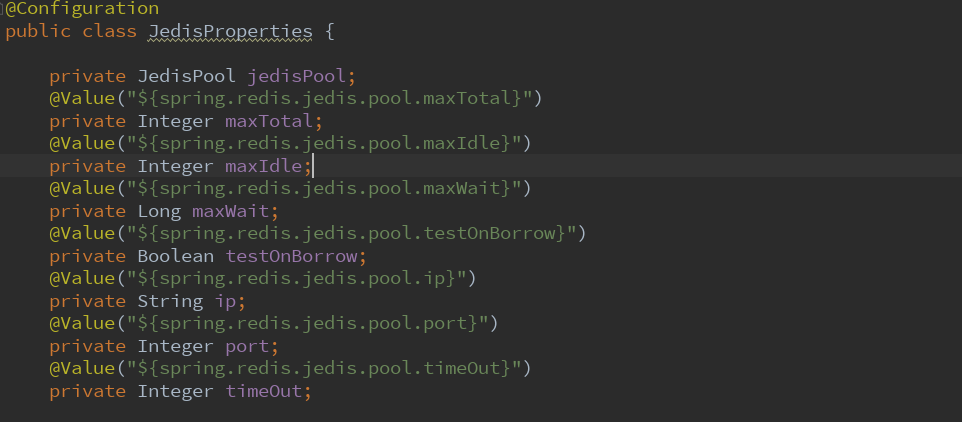 @Configuration
public class JedisProperties {
private JedisPool jedisPool;
@Value("${spring.redis.jedis.pool.maxTotal}")
private Integer maxTotal;
@Value("${spring.redis.jedis.pool.maxIdle}")
private Integer maxIdle;
@Value("${spring.redis.jedis.pool.maxWait}")
private Long maxWait;
@Value("${spring.redis.jedis.pool.testOnBorrow}")
private Boolean testOnBorrow;
@Value("${spring.redis.jedis.pool.ip}")
private String ip;
@Value("${spring.redis.jedis.pool.port}")
private Integer port;
@Value("${spring.redis.jedis.pool.timeOut}")
private Integer timeOut;